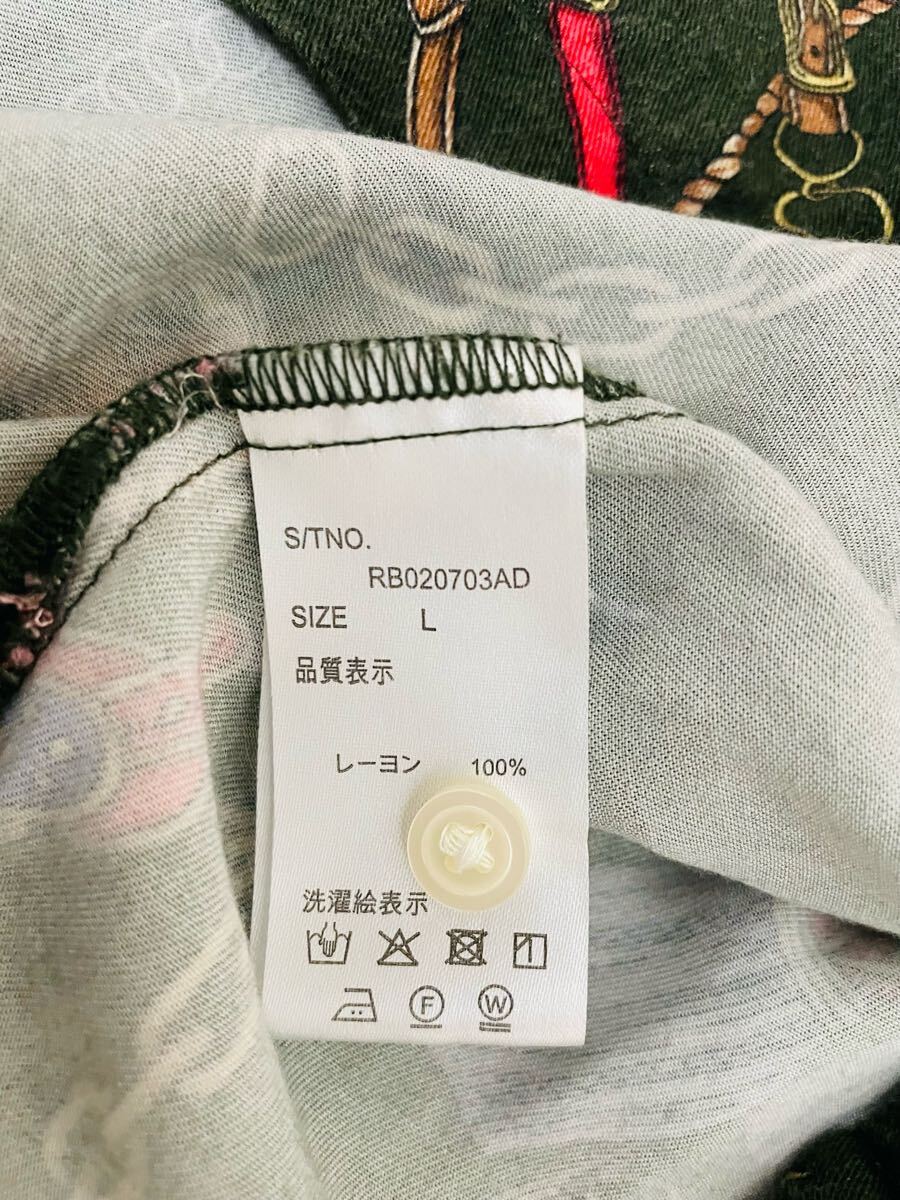 S/TNO.
RB020703AD
SIZE L
品質表示
レーヨン 100%
洗濯絵表示
F W